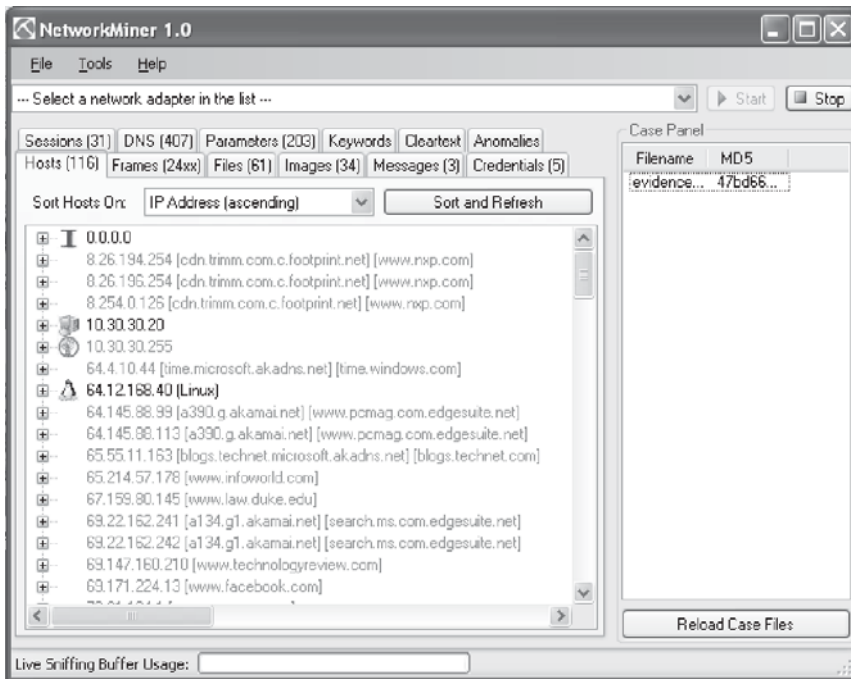 NetworkMiner 1.0
File Tools Help
--- Select a network adapter in the list ---
Start
Stop
Sessions (31) DNS (407) Parameters (203) Keywords Cleartext Anomalies
Hosts (116) Frames (24xx) Files (61) Images (34) Messages (3) Credentials (5)
Sort Hosts On: IP Address (ascending) Sort and Refresh
0.0.0.0
8.26.194.254 [cdn.trimm.com.c.footprint.net] [www.nxp.com]
8.26.196.254 [cdn.trimm.com.c.footprint.net] [www.nxp.com]
8.254.0.126 [cdn.trimm.com.c.footprint.net] [www.nxp.com]
10.30.30.20
10.30.30.255
64.4.10.44 [time.microsoft.akadns.net] [time.windows.com]
64.12.168.40 (Linux)
64.145.88.99 [a390.g.akamai.net] [www.pcmag.com.edgesuite.net]
64.145.88.113 [a390.g.akamai.net] [www.pcmag.com.edgesuite.net]
65.55.11.163 [blogs.technet.microsoft.akadns.net] [blogs.technet.com]
65.214.57.178 [www.infoworld.com]
67.159.80.145 [www.law.duke.edu]
69.22.162.241 [a134.g1.akamai.net] [search.ms.com.edgesuite.net]
69.22.162.242 [a134.g1.akamai.net] [search.ms.com.edgesuite.net]
69.147.160.210 [www.technologyreview.com]
69.171.224.13 [www.facebook.com]
Case Panel
Filename MD5
evidence... 47bd66...
Reload Case Files
Live Sniffing Buffer Usage: